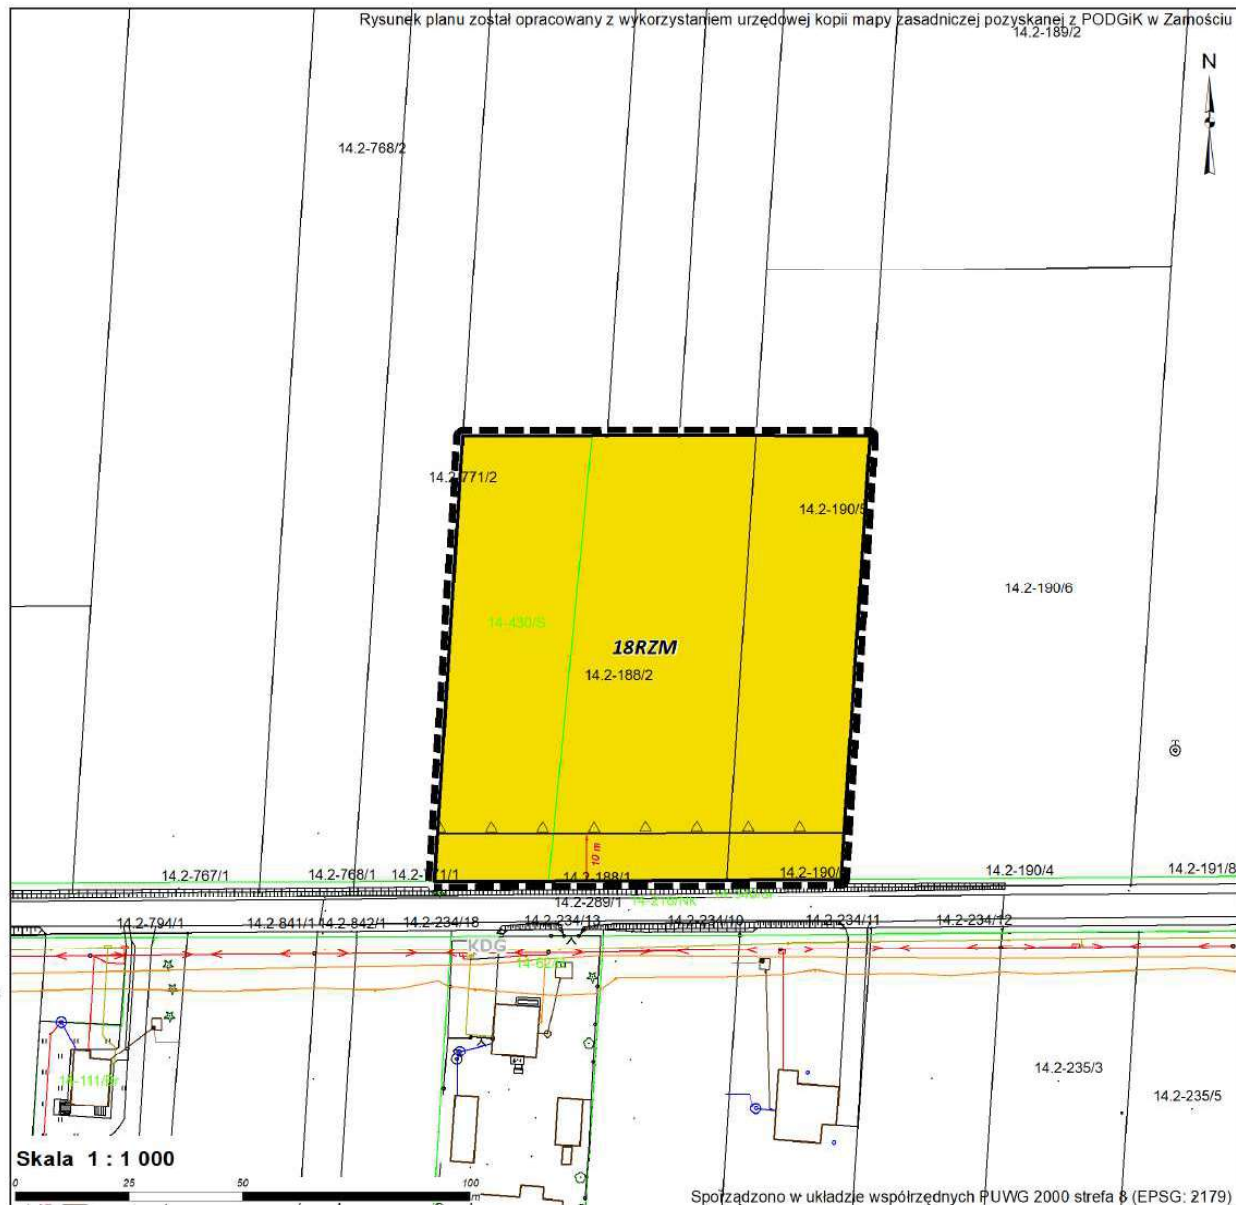 Rysunek planu został opracowany z wykorzystaniem urzędowej kopii mapy zasadniczej pozyskanej z PODGiK w Zamościu
14.2-189/2
N
14.2-768/2
14.2-771/2
14.2-190/5
14.2-190/6
14-430/S
18RZM
14.2-188/2
10 m
14.2-767/1
14.2-768/1
14.2-188/1
14.2-190/4
14.2-191/8
14.2-289/1
14.2-794/1
14.2-841/1
14.2-842/1
14.2-234/18
14.2-234/13
14.2-234/10
14.2-234/11
14.2-234/12
KDG
14.2-235/3
14.2-235/5
Skala 1 : 1 000
0 25 50 100
m
Sporządzono w układzie współrzędnych PUWG 2000 strefa 8 (EPSG: 2179)